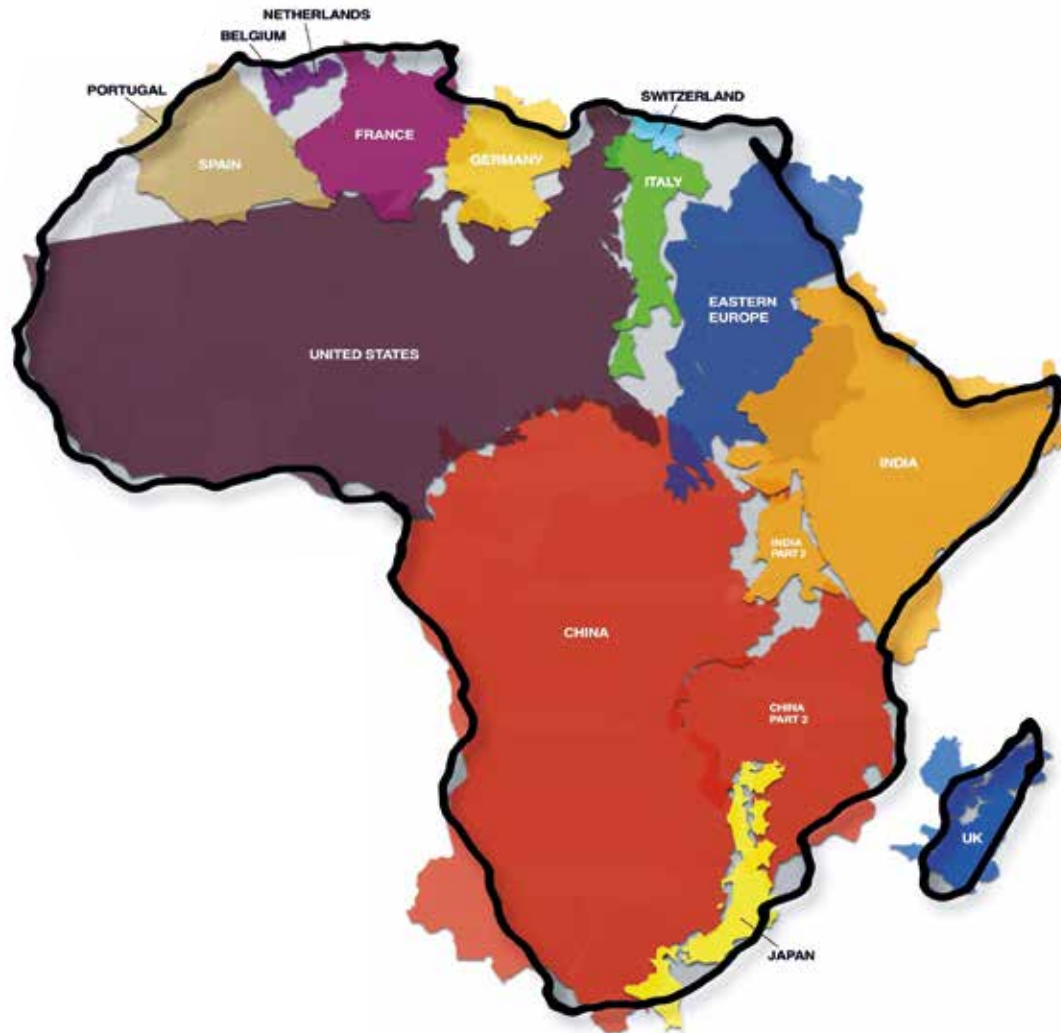 NETHERLANDS
BELGIUM
PORTUGAL
SWITZERLAND
FRANCE
SPAIN
GERMANY
ITALY
EASTERN
EUROPE
UNITED STATES
INDIA
INDIA
PART 2
CHINA
CHINA
PART 2
UK
JAPAN